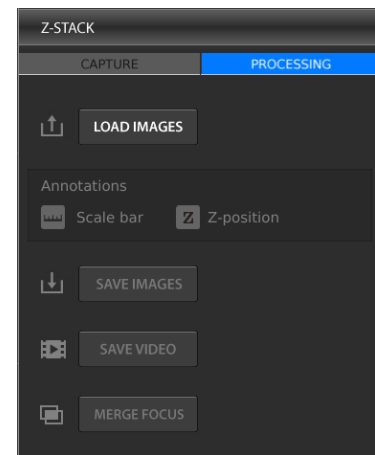 Z-STACK
CAPTURE PROCESSING
LOAD IMAGES
Annotations
Scale bar Z Z-position
SAVE IMAGES
SAVE VIDEO
MERGE FOCUS